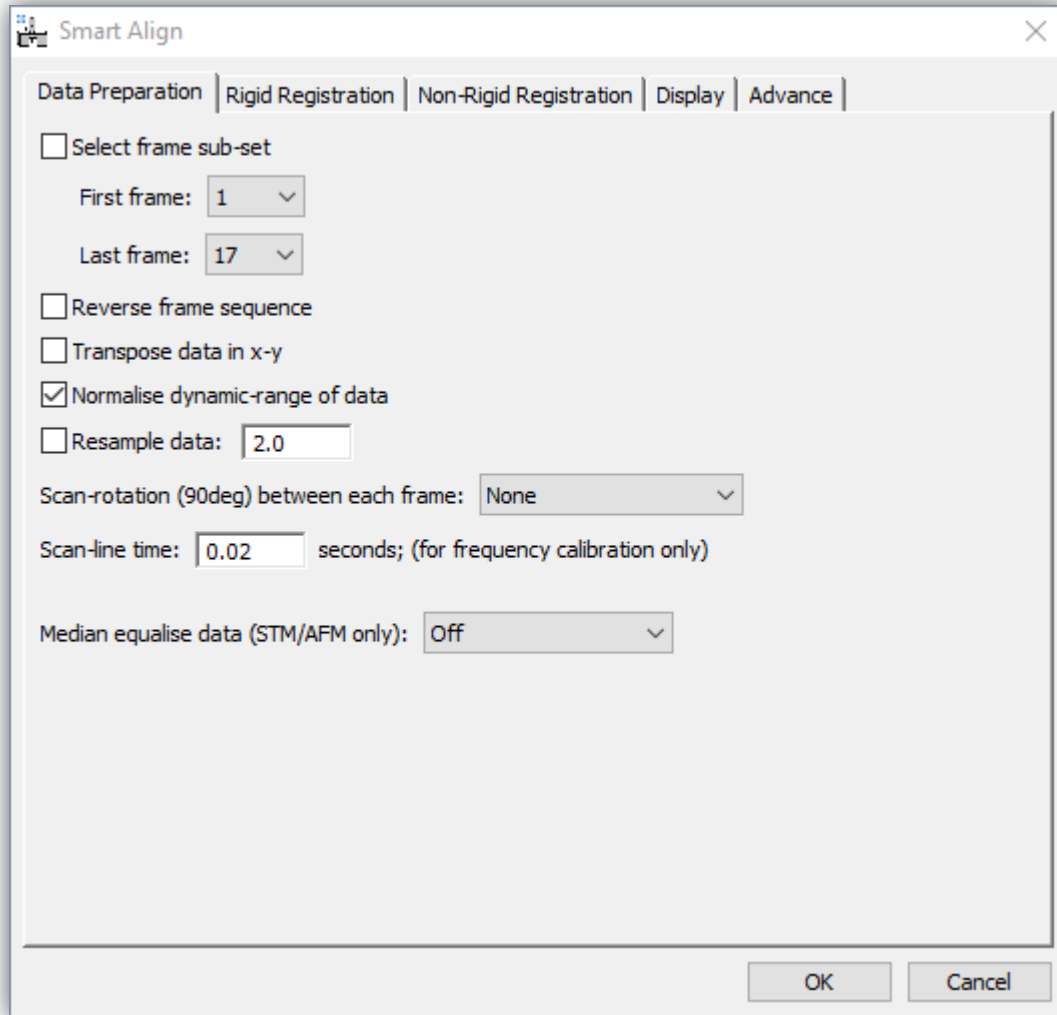 Smart Align
Data Preparation Rigid Registration Non-Rigid Registration Display Advance
Select frame sub-set
First frame: 1
Last frame: 17
Reverse frame sequence
Transpose data in x-y
Normalise dynamic-range of data
Resample data: 2.0
Scan-rotation (90deg) between each frame: None
Scan-line time: 0.02 seconds; (for frequency calibration only)
Median equalise data (STM/AFM only): Off
OK Cancel